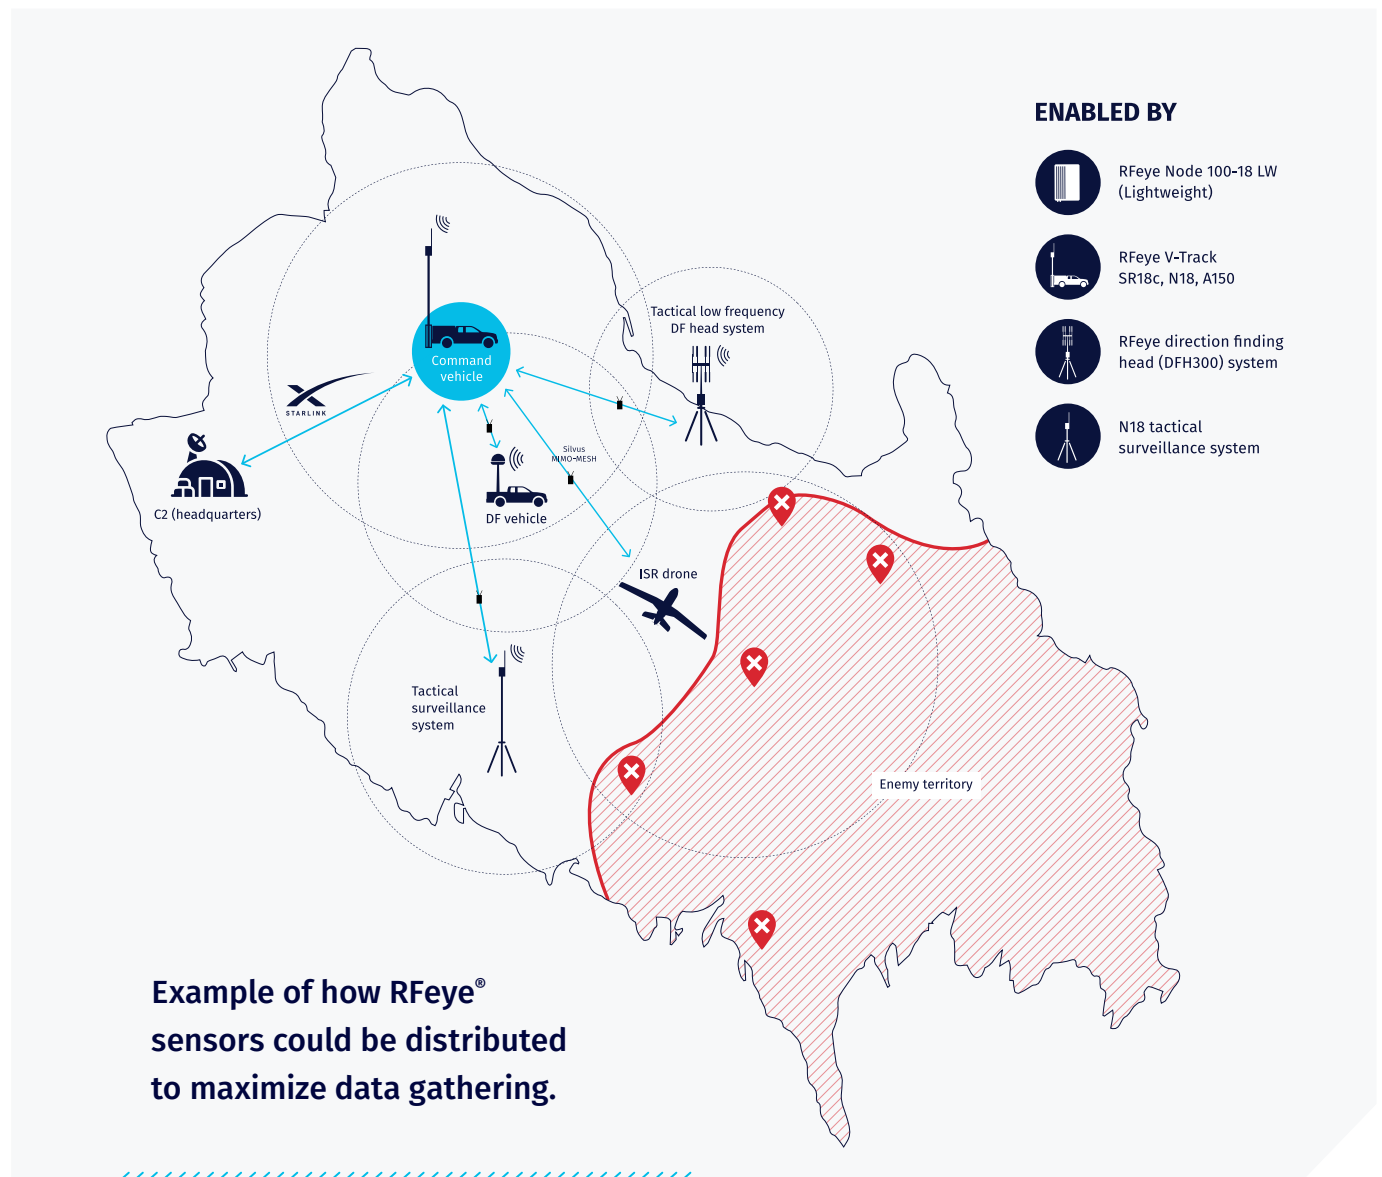 ENABLED BY
RFeye Node 100-18 LW
(Lightweight)
RFeye V-Track
SR18c, N18, A150
RFeye direction finding
head (DFH300) system
N18 tactical
surveillance system
Tactical low frequency
DF head system
Command
vehicle
STARLINK
Silvus
MIMO-MESH
C2 (headquarters)
DF vehicle
ISR drone
Tactical
surveillance
system
Enemy territory
Example of how RFeye®
sensors could be distributed
to maximize data gathering.